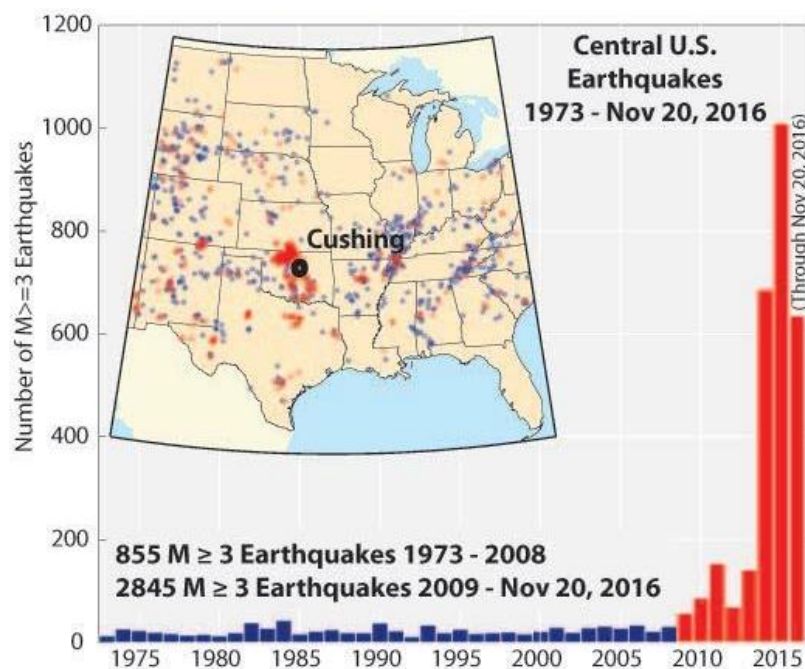 1200
1000
800
600
400
200
0
Number of M>=3 Earthquakes
Central U.S.
Earthquakes
1973 - Nov 20, 2016
(Through Nov 20, 2016)
Cushing
855 M ≥ 3 Earthquakes 1973 - 2008
2845 M ≥ 3 Earthquakes 2009 - Nov 20, 2016
1975 1980 1985 1990 1995 2000 2005 2010 2015